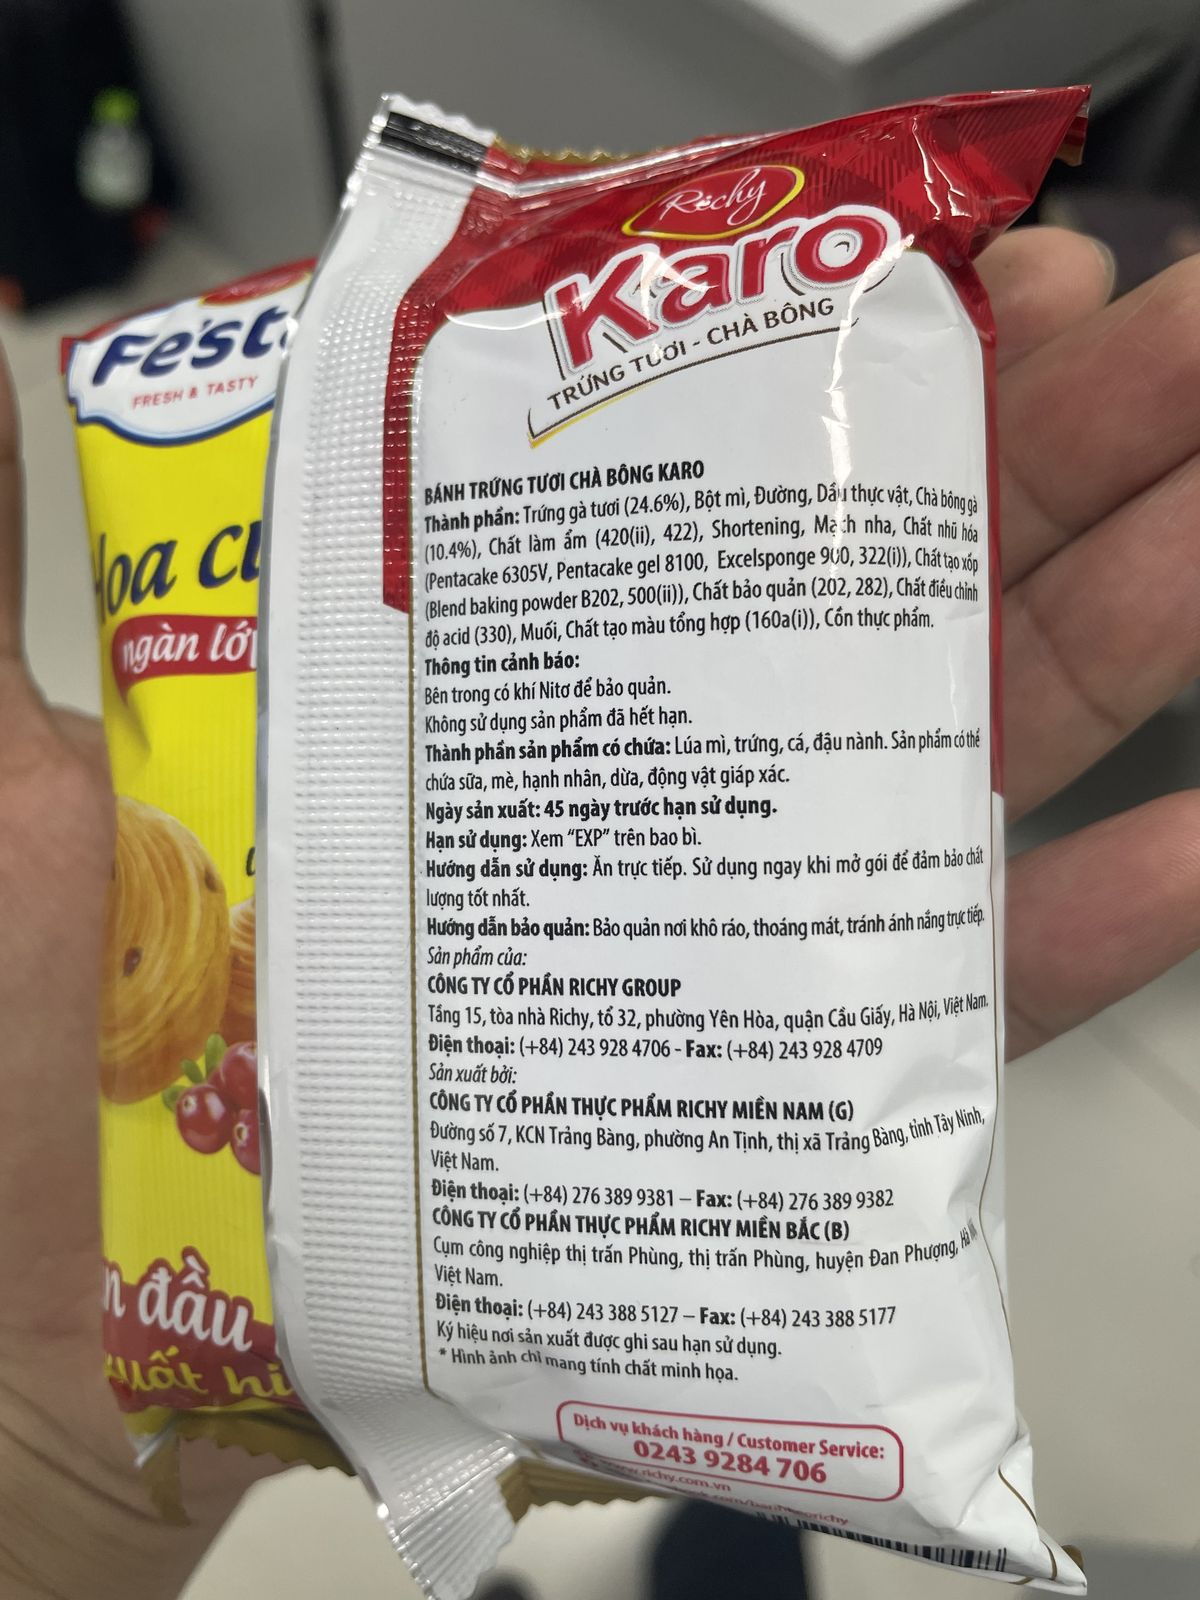 Richy
Karo
TRỨNG TƯƠI - CHÀ BÔNG
BÁNH TRỨNG TƯƠI CHÀ BÔNG KARO
Thành phần: Trứng gà tươi (24.6%), Bột mì, Đường, Dầu thực vật, Chà bông gà
(10.4%), Chất làm ẩm (420(ii), 422), Shortening, Mạch nha, Chất nhũ hóa
(Pentacake 6305V, Pentacake gel 8100, Excelsponge 900, 322(i)), Chất tạo xốp
(Blend baking powder B202, 500(ii)), Chất bảo quản (202, 282), Chất điều chỉnh
độ acid (330), Muối, Chất tạo màu tổng hợp (160a(i)), Cồn thực phẩm.
Thông tin cảnh báo:
Bên trong có khí Nitơ để bảo quản.
Không sử dụng sản phẩm đã hết hạn.
Thành phần sản phẩm có chứa: Lúa mì, trứng, cá, đậu nành. Sản phẩm có thể
chứa sữa, mè, hạnh nhân, dừa, động vật giáp xác.
Ngày sản xuất: 45 ngày trước hạn sử dụng.
Hạn sử dụng: Xem “EXP” trên bao bì.
Hướng dẫn sử dụng: Ăn trực tiếp. Sử dụng ngay khi mở gói để đảm bảo chất
lượng tốt nhất.
Hướng dẫn bảo quản: Bảo quản nơi khô ráo, thoáng mát, tránh ánh nắng trực tiếp.
Sản phẩm của:
CÔNG TY CỔ PHẦN RICHY GROUP
Tầng 15, tòa nhà Richy, tổ 32, phường Yên Hòa, quận Cầu Giấy, Hà Nội, Việt Nam.
Điện thoại: (+84) 243 928 4706 - Fax: (+84) 243 928 4709
Sản xuất bởi:
CÔNG TY CỔ PHẦN THỰC PHẨM RICHY MIỀN NAM (G)
Đường số 7, KCN Trảng Bàng, phường An Tịnh, thị xã Trảng Bàng, tỉnh Tây Ninh,
Việt Nam.
Điện thoại: (+84) 276 389 9381 – Fax: (+84) 276 389 9382
CÔNG TY CỔ PHẦN THỰC PHẨM RICHY MIỀN BẮC (B)
Cụm công nghiệp thị trấn Phùng, thị trấn Phùng, huyện Đan Phượng, Hà
Việt Nam.
Điện thoại: (+84) 243 388 5127 – Fax: (+84) 243 388 5177
Ký hiệu nơi sản xuất được ghi sau hạn sử dụng.
* Hình ảnh chỉ mang tính chất minh họa.
Dịch vụ khách hàng / Customer Service:
0243 9284 706
www.richy.com.vn
FRESH & TASTY
ngàn
đầu